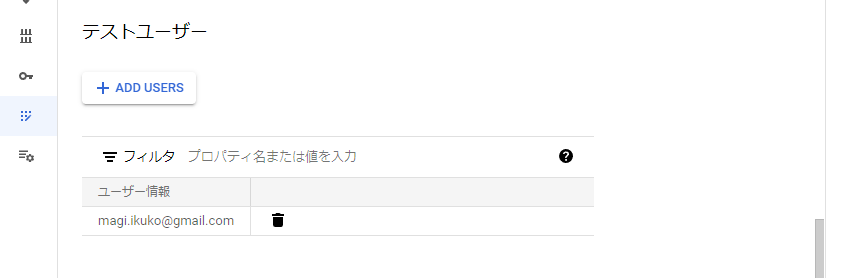 テストユーザー
ADD USERS
フィルタ プロパティ名または値を入力
ユーザー情報
magi.ikuko@gmail.com